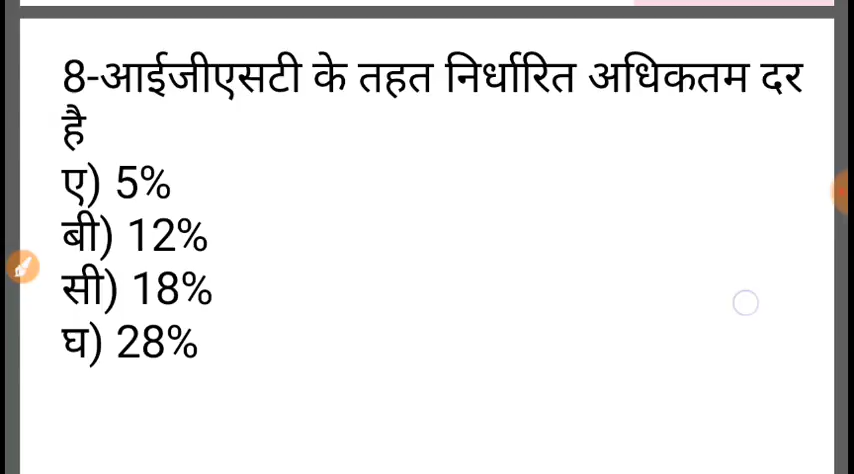 8-आईजीएसटी के तहत निर्धारित अधिकतम दर
है
ए) 5%
बी) 12%
सी) 18%
घ) 28%